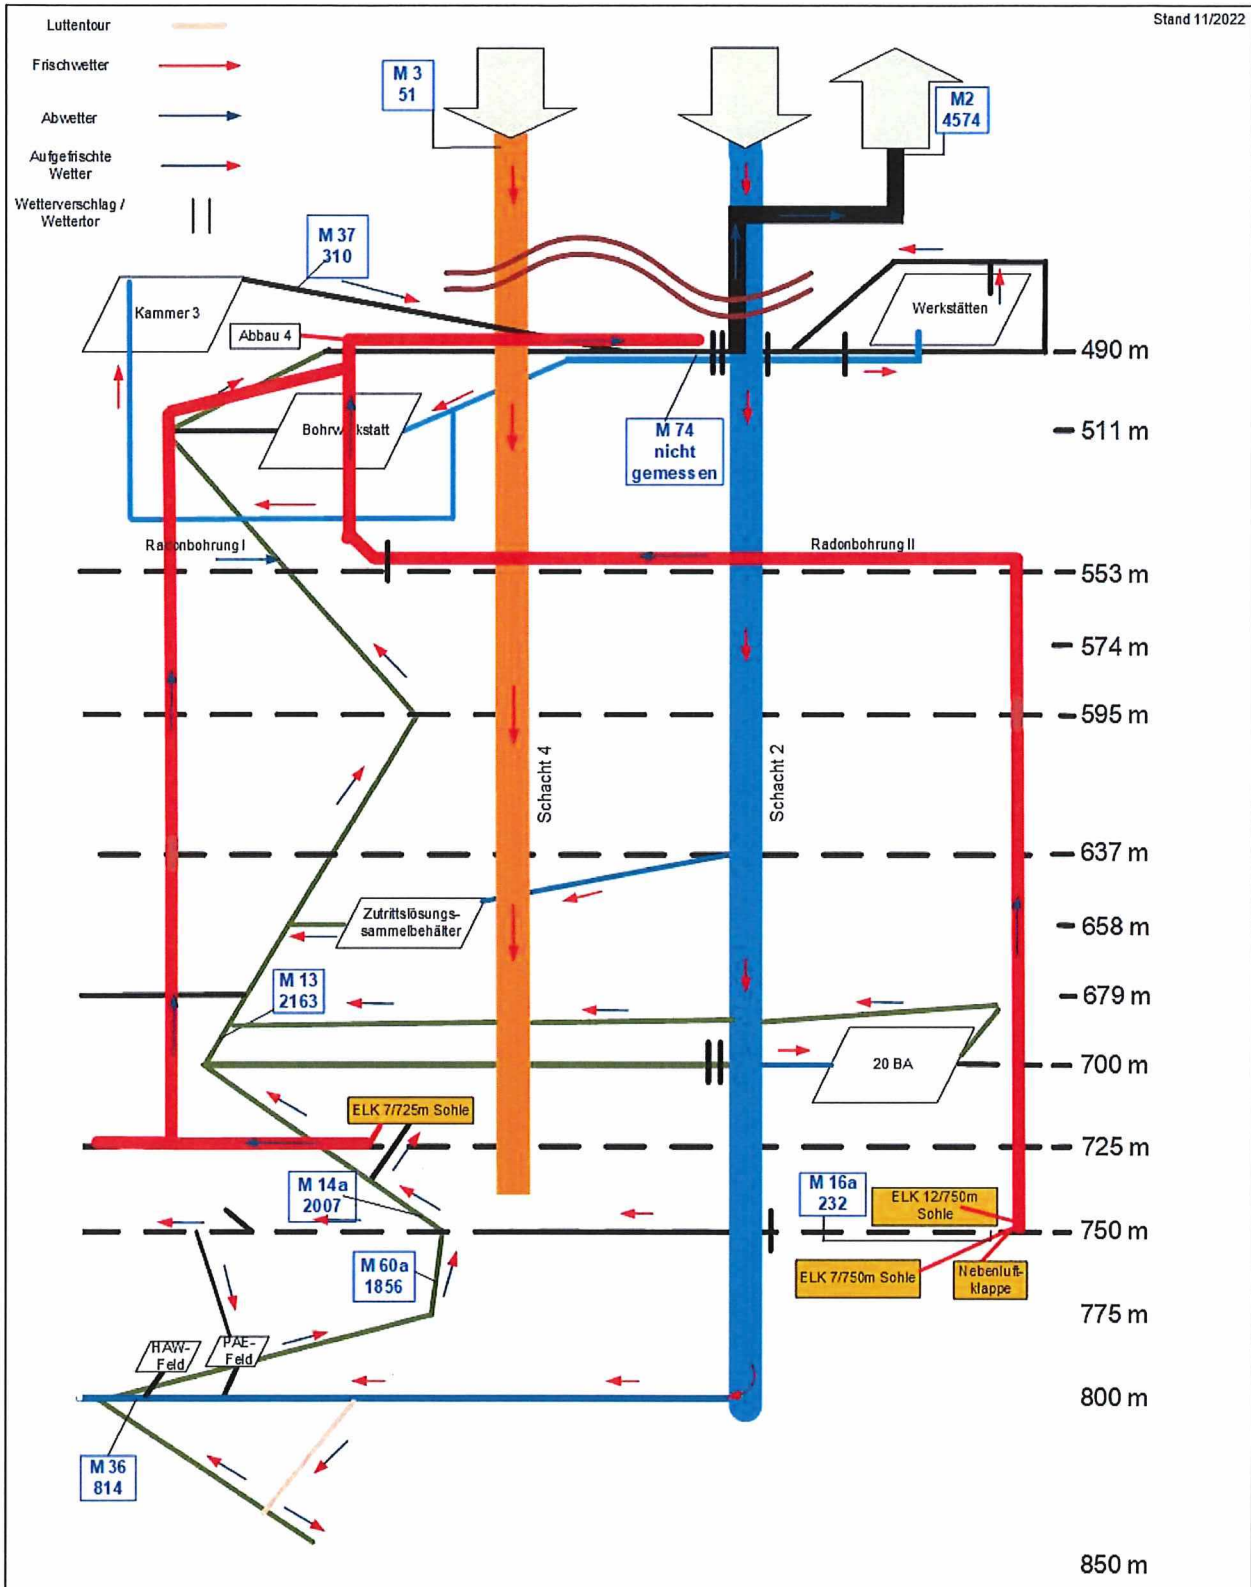 Stand 11/2022
Luttentour
Frischwetter
Abwetter
Aufgefrischte
Wetter
Wetterverschlag /
Wettertor
M 3
51
M2
4574
M 37
310
Kammer 3
Werkstätten
Abbau 4
490 m
Bohrwerkstatt
M 74
nicht
gemessen
511 m
Radonbohrung I
Radonbohrung II
553 m
574 m
595 m
Schacht 4
Schacht 2
637 m
Zutrittslösungs-
sammelbehälter
658 m
M 13
2163
679 m
20 BA
700 m
ELK 7/725m Sohle
725 m
M 14a
2007
M 16a
232
ELK 12/750m
Sohle
750 m
M 60a
1856
ELK 7/750m Sohle
Nebenluft-
klappe
775 m
HAW-
Feld
PAE-
Feld
800 m
M 36
814
850 m